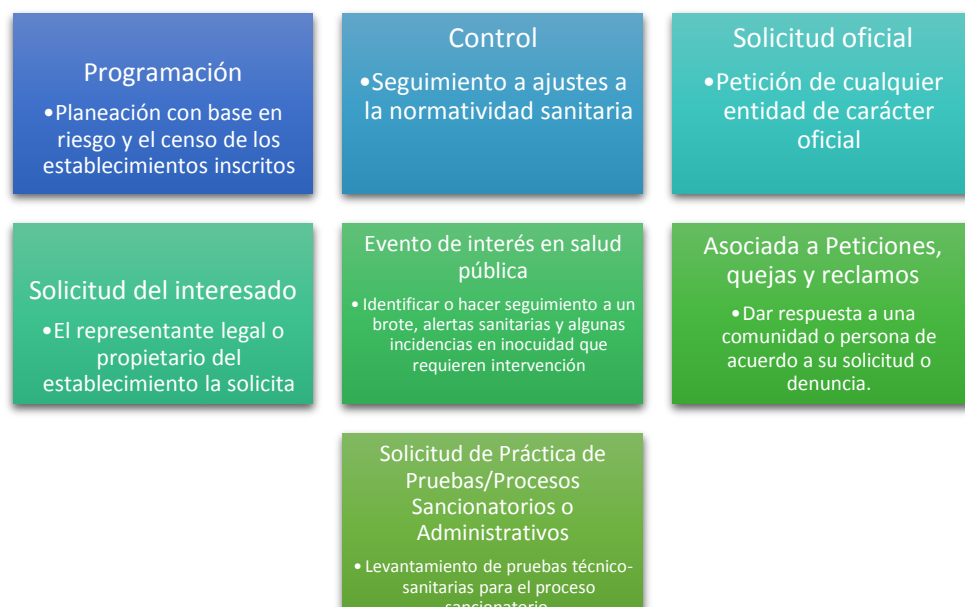 Programación
•Planeación con base en
riesgo y el censo de los
establecimientos inscritos
Control
•Seguimiento a ajustes a
la normatividad sanitaria
Solicitud oficial
•Petición de cualquier
entidad de carácter
oficial
Solicitud del interesado
•El representante legal o
propietario del
establecimiento la solicita
Evento de interés en salud
pública
• Identificar o hacer seguimiento a un
brote, alertas sanitarias y algunas
incidencias en inocuidad que
requieren intervención
Asociada a Peticiones,
quejas y reclamos
•Dar respuesta a una
comunidad o persona de
acuerdo a su solicitud o
denuncia.
Solicitud de Práctica de
Pruebas/Procesos
Sancionatorios o
Administrativos
• Levantamiento de pruebas técnico-
sanitarias para el proceso
sancionatorio